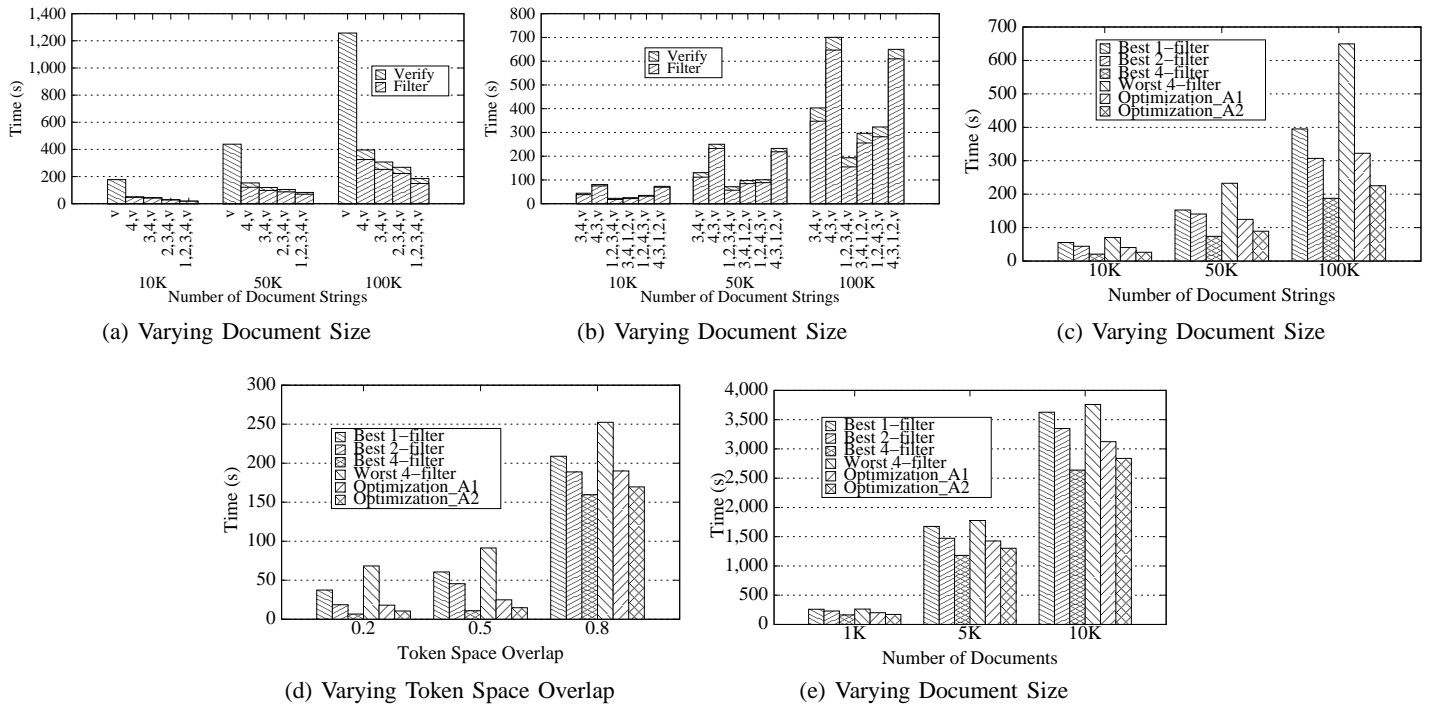 1,400
1,200
1,000
800
600
400
200
0
Time (s)
Verify
Filter
v
4,v
3,4,v
2,3,4,v
1,2,3,4,v
v
4,v
3,4,v
2,3,4,v
1,2,3,4,v
v
4,v
3,4,v
2,3,4,v
1,2,3,4,v
10K 50K 100K
Number of Document Strings
(a) Varying Document Size
800
700
600
500
400
300
200
100
0
Time (s)
Verify
Filter
3,4,v
4,3,v
1,2,3,4,v
3,4,1,2,v
1,2,4,3,v
4,3,1,2,v
3,4,v
4,3,v
1,2,3,4,v
3,4,1,2,v
1,2,4,3,v
4,3,1,2,v
3,4,v
4,3,v
1,2,3,4,v
3,4,1,2,v
1,2,4,3,v
4,3,1,2,v
10K 50K 100K
Number of Document Strings
(b) Varying Document Size
700
600
500
400
300
200
100
0
Time (s)
Best 1−filter
Best 2−filter
Best 4−filter
Worst 4−filter
Optimization_A1
Optimization_A2
10K 50K 100K
Number of Document Strings
(c) Varying Document Size
300
250
200
150
100
50
0
Time (s)
Best 1−filter
Best 2−filter
Best 4−filter
Worst 4−filter
Optimization_A1
Optimization_A2
0.2 0.5 0.8
Token Space Overlap
(d) Varying Token Space Overlap
4,000
3,500
3,000
2,500
2,000
1,500
1,000
500
0
Time (s)
Best 1−filter
Best 2−filter
Best 4−filter
Worst 4−filter
Optimization_A1
Optimization_A2
1K 5K 10K
Number of Documents
(e) Varying Document Size